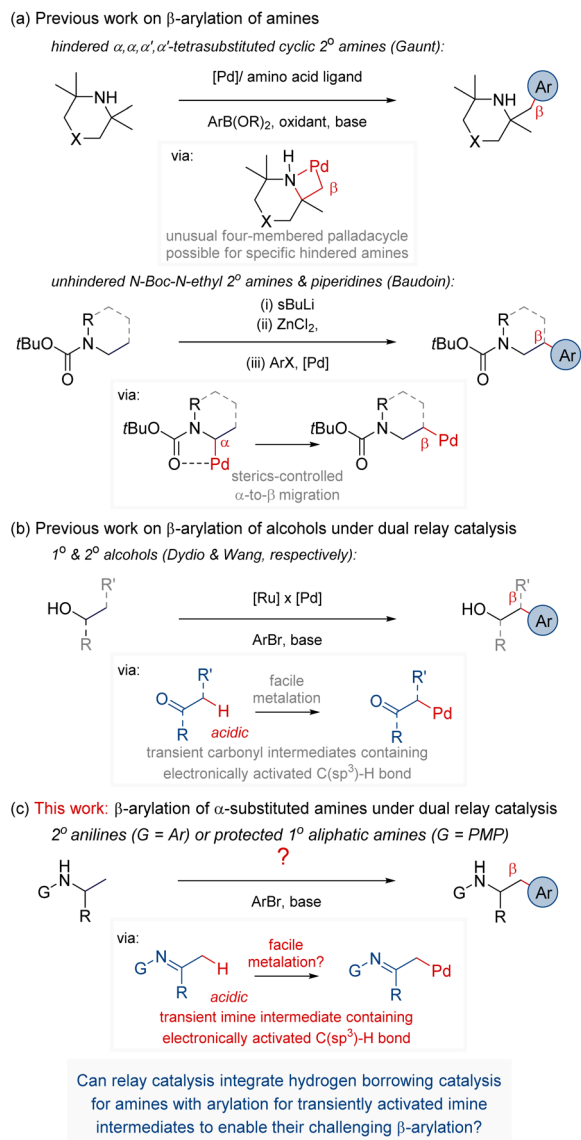 (a) Previous work on β-arylation of amines
hindered α,α,α',α'-tetrasubstituted cyclic 2º amines (Gaunt):
NH
X
[Pd]/ amino acid ligand
ArB(OR)2, oxidant, base
NH
Ar
β
X
via:
H
N
Pd
β
X
unusual four-membered palladacycle
possible for specific hindered amines
unhindered N-Boc-N-ethyl 2º amines & piperidines (Baudoin):
R
tBuO
N
O
(i) sBuLi
(ii) ZnCl2,
(iii) ArX, [Pd]
R
tBuO
N
O
β
Ar
via:
R
tBuO
N
α
O
Pd
R
tBuO
N
β
Pd
O
sterics-controlled
α-to-β migration
(b) Previous work on β-arylation of alcohols under dual relay catalysis
1º & 2º alcohols (Dydio & Wang, respectively):
R'
HO
R
[Ru] x [Pd]
ArBr, base
R'
β
HO
Ar
R
via:
R'
O
H
R
acidic
facile
metalation
R'
O
Pd
R
transient carbonyl intermediates containing
electronically activated C(sp3)-H bond
(c) This work: β-arylation of α-substituted amines under dual relay catalysis
2º anilines (G = Ar) or protected 1º aliphatic amines (G = PMP)
H
G
N
R
?
ArBr, base
H
G
N
β
Ar
R
via:
G
N
H
R
acidic
facile
metalation?
G
N
Pd
R
transient imine intermediate containing
electronically activated C(sp3)-H bond
Can relay catalysis integrate hydrogen borrowing catalysis
for amines with arylation for transiently activated imine
intermediates to enable their challenging β-arylation?